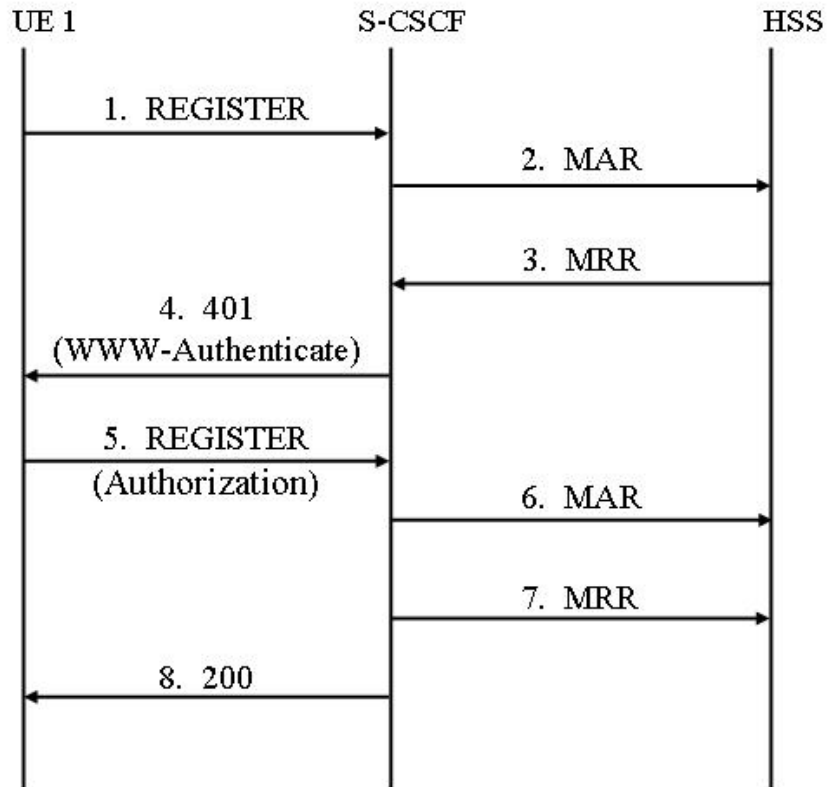 UE 1 S-CSCF HSS
1. REGISTER
2. MAR
3. MRR
4. 401
(WWW-Authenticate)
5. REGISTER
(Authorization)
6. MAR
7. MRR
8. 200